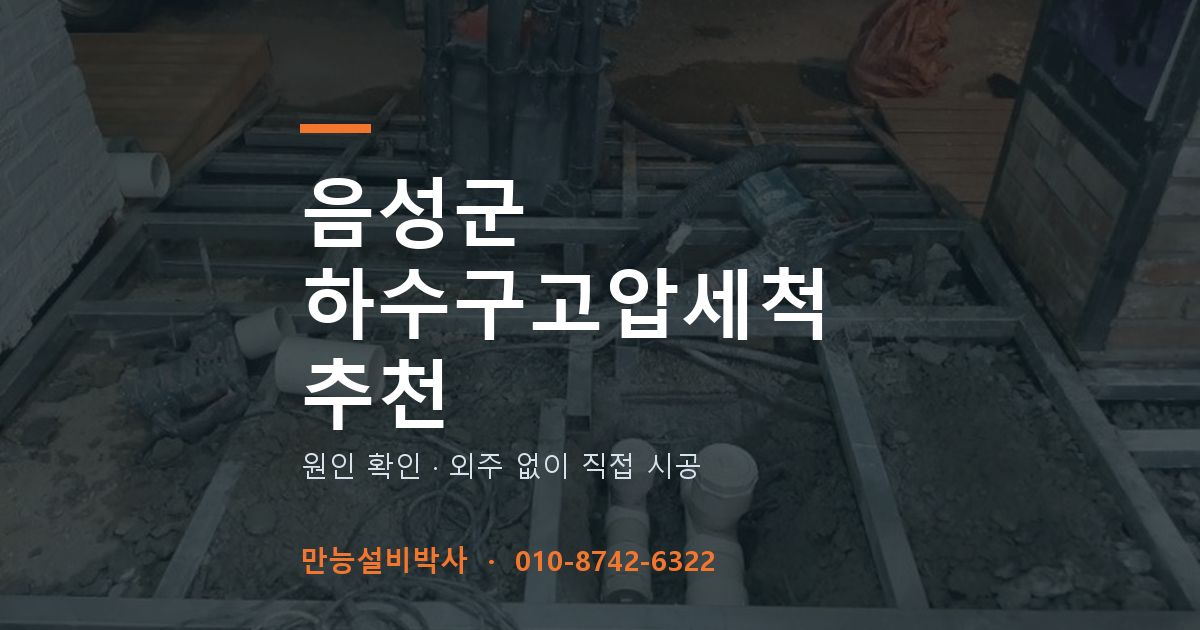 음성군
하수구고압세척
추천
원인 확인 · 외주 없이 직접 시공
만능설비박사 · 010-8742-6322